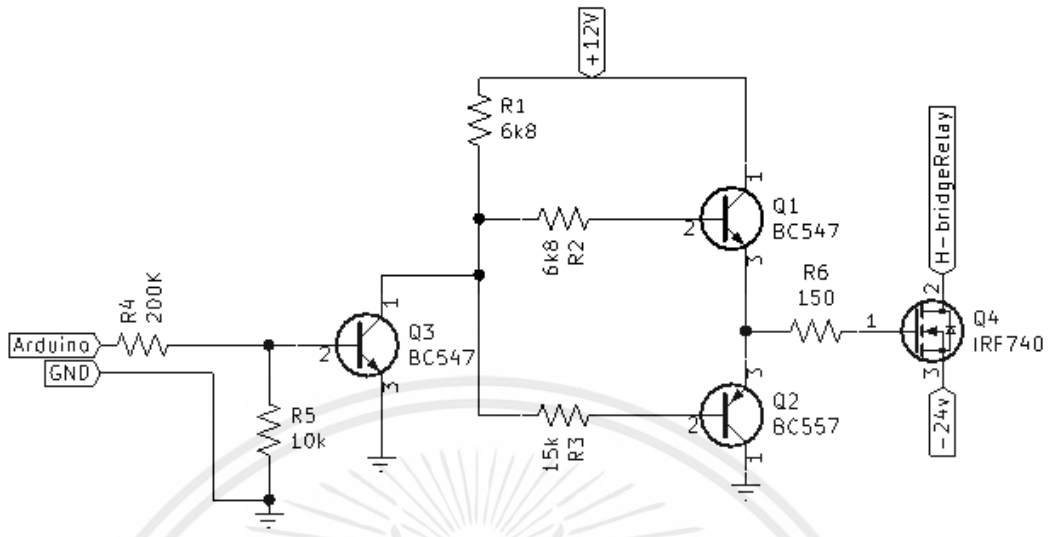 +12V
R1
6k8
1
Q1
BC547
2
3
6k8
R2
H-bridgeRelay
R4
200K
Arduino
GND
1
2
Q3
BC547
3
R5
10k
R6
150
1
2
Q4
IRF740
3
-24v
15k
R3
3
2
Q2
BC557
1